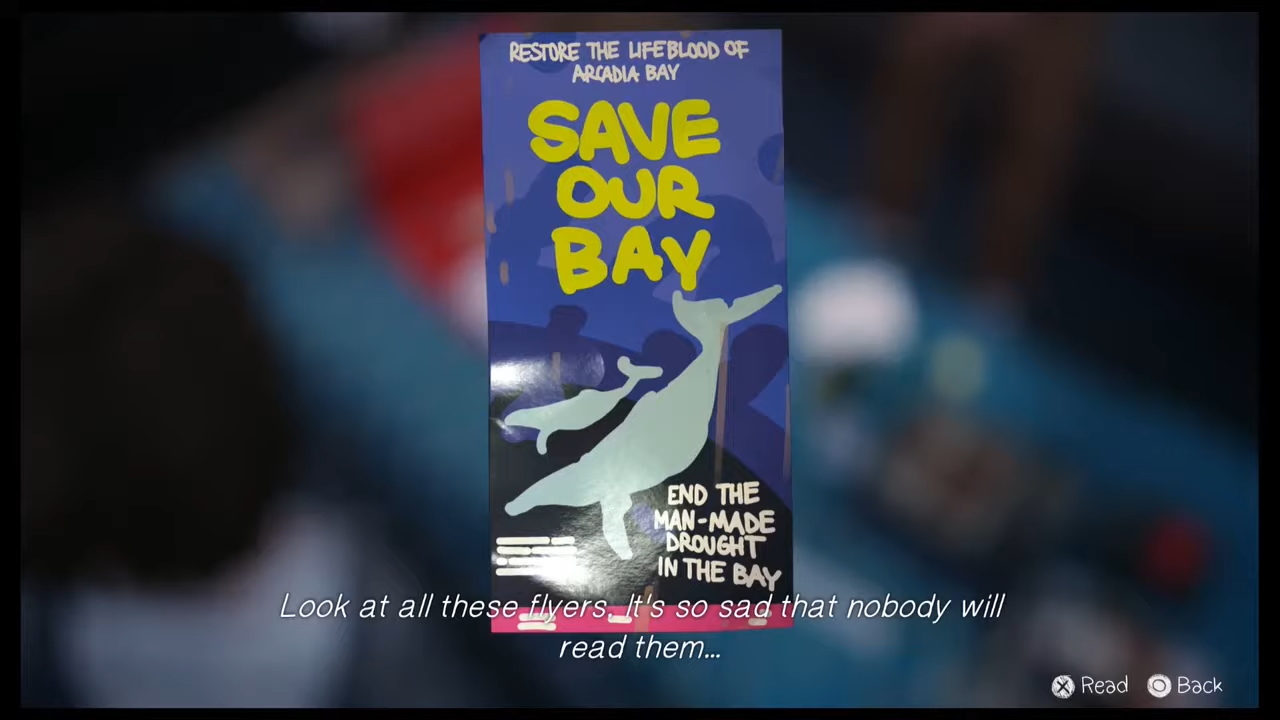 RESTORE THE LIFEBLOOD OF
ARCADIA BAY
SAVE
OUR
BAY
END THE
MAN-MADE
DROUGHT
IN THE BAY
Look at all these flyers. It's so sad that nobody will
read them...
Read Back